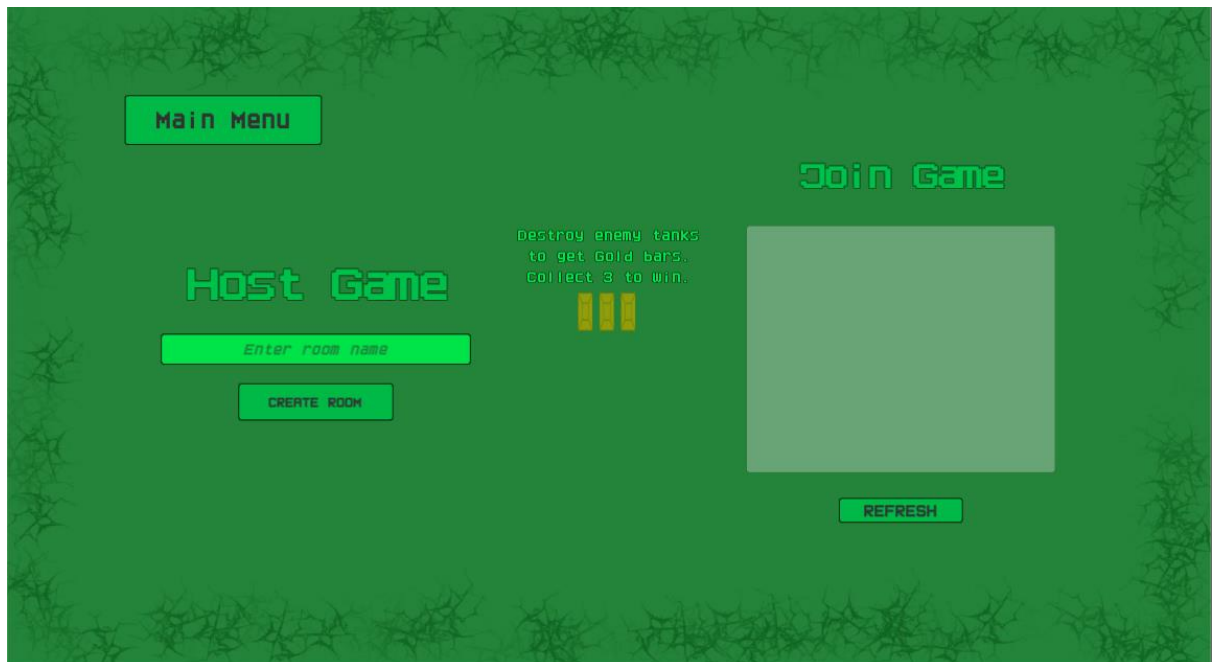 Main Menu
Host Game
Enter room name
CREATE ROOM
Destroy enemy tanks
to get Gold bars.
Collect 3 to Win.
Join Game
REFRESH